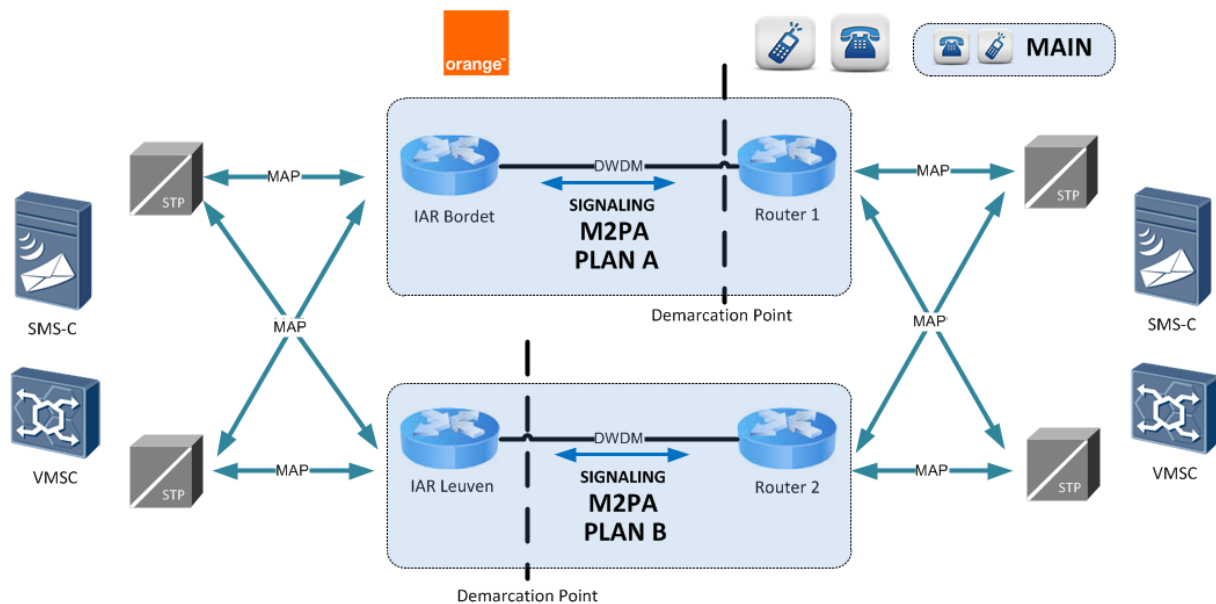 orange™
MAIN
STP
MAP
IAR Bordet
DWDM
SIGNALING
M2PA
PLAN A
Router 1
MAP
STP
SMS-C
MAP
Demarcation Point
MAP
SMS-C
VMSC
STP
MAP
IAR Leuven
DWDM
SIGNALING
M2PA
PLAN B
Router 2
MAP
STP
VMSC
Demarcation Point